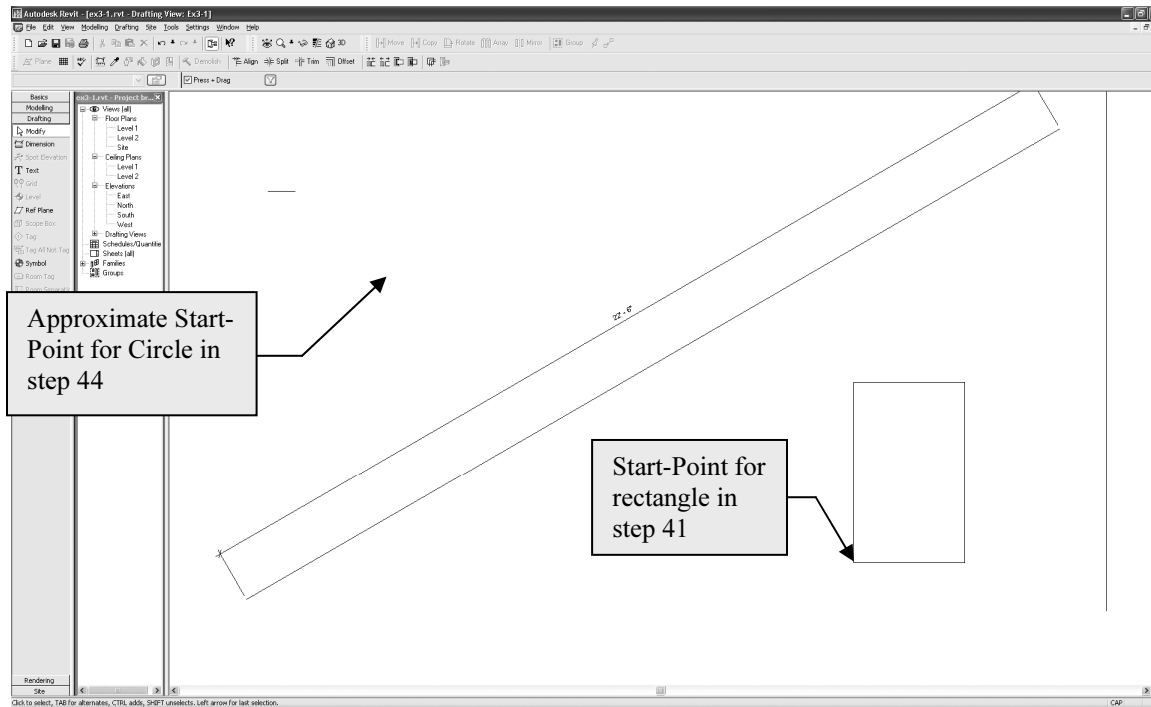 Autodesk Revit - [ex3-1.rvt - Drafting View: Ex3-1]
File Edit View Modelling Drafting Site Tools Settings Window Help
3D Move Copy Rotate Array Mirror Group
Plane Demolish Align Split Trim Offset
Press + Drag
Basics
Modelling
Drafting
Modify
Dimension
Spot Elevation
Text
Grid
Level
Ref Plane
Scope Box
Tag
Tag All Not Tag
Symbol
Room Tag
Room Separatio
ex3-1.rvt - Project br...
Views (all)
Floor Plans
Level 1
Level 2
Site
Ceiling Plans
Level 1
Level 2
Elevations
East
North
South
West
Drafting Views
Schedules/Quantitie
Sheets (all)
Families
Groups
22' - 6"
Approximate Start-
Point for Circle in
step 44
Start-Point for
rectangle in
step 41
Rendering
Site
Click to select, TAB for alternates, CTRL adds, SHIFT unselects. Left arrow for last selection.
CAP